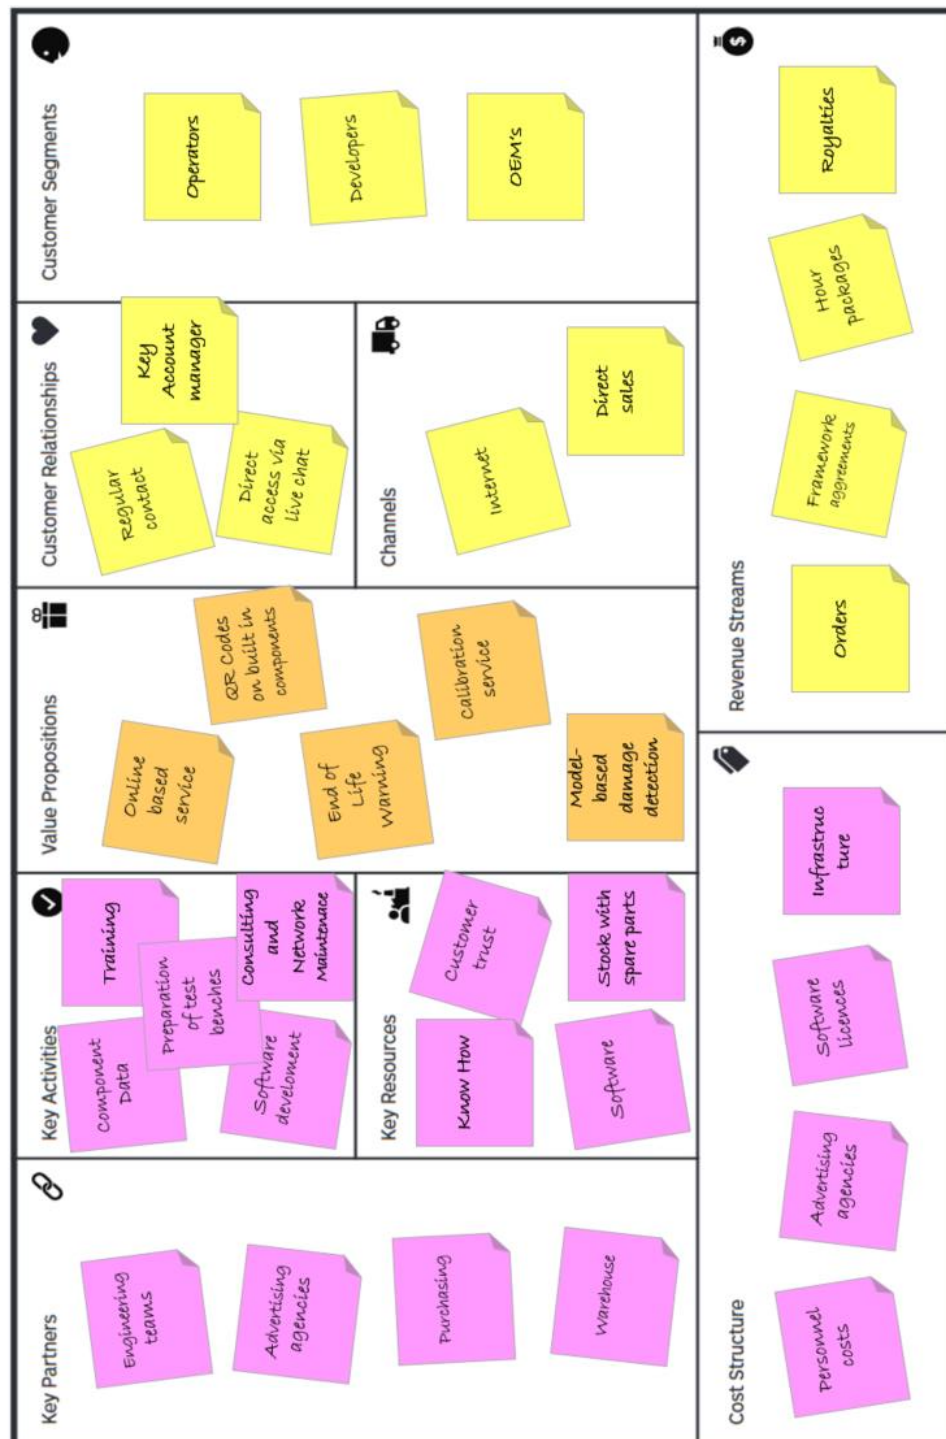 Key Partners
Engineering
teams
Advertising
agencies
Purchasing
Warehouse
Key Activities
Component
Data
Training
Preparation
of test
benches
Software
develoment
Consulting
and
Network
Maintenace
Key Resources
Know How
Customer
trust
Software
Stock with
spare parts
Value Propositions
Online
based
service
QR Codes
on built in
components
End of
Life
Warning
Calibration
service
Model-
based
damage
detection
Customer Relationships
Regular
contact
Key
Account
manager
Direct
access via
live chat
Channels
Internet
Direct
sales
Customer Segments
Operators
Developers
OEM's
Cost Structure
Personnel
costs
Advertising
agencies
Software
licences
Infrastruc
ture
Revenue Streams
Orders
Framework
aggreements
Hour
packages
Royalties
$